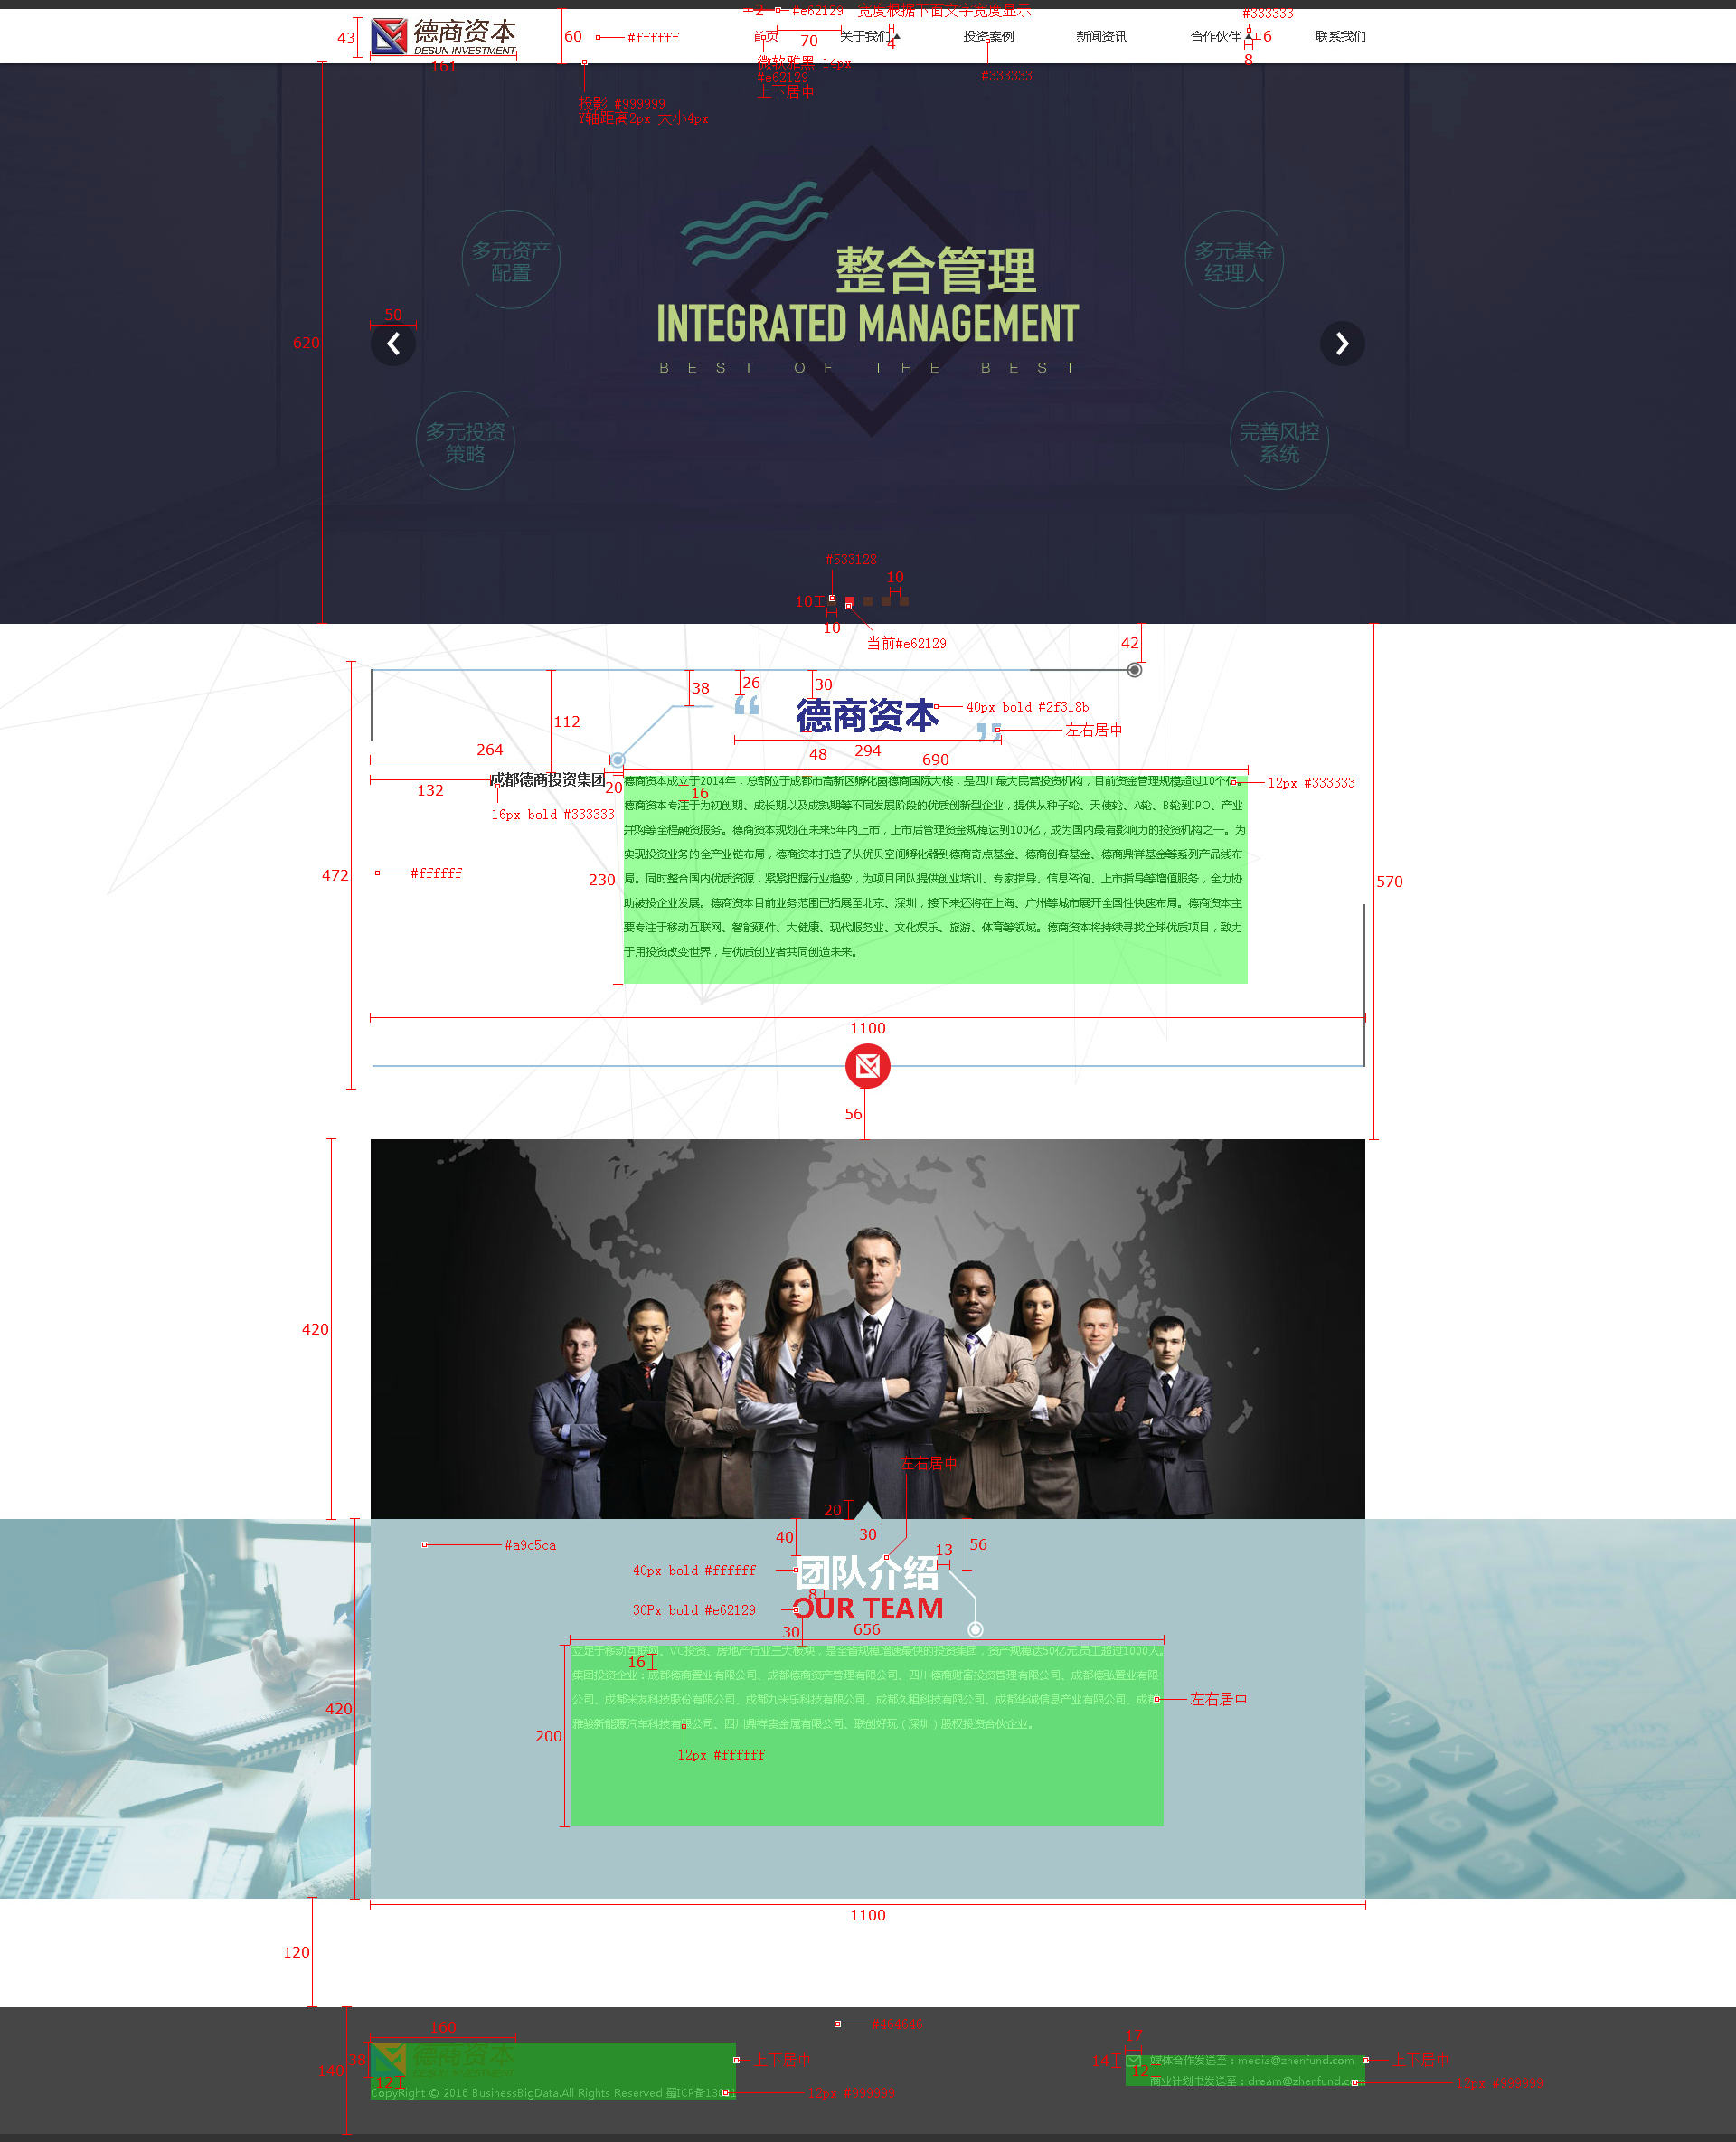 2 #e62129 宽度根据下面文字宽度显示
#333333
43 德商资本
DESUN INVESTMENT
161
60 #ffffff
首页 70 关于我们 4 投资案例 新闻资讯 合作伙伴 6 联系我们
8
微软雅黑 14px
#e62129
上下居中
#333333
投影 #999999
Y轴距离2px 大小4px
多元资产
配置
整合管理
INTEGRATED MANAGEMENT
BEST OF THE BEST
多元基金
经理人
50
620
多元投资
策略
完善风控
系统
#533128
10
10
10
当前#e62129
42
38
26
30
德商资本
40px bold #2f318b
左右居中
112
264
48
294
690
132
成都德商投资集团
20
16
12px #333333
16px bold #333333
德商资本成立于2014年，总部位于成都市高新区孵化园德商国际大楼，是四川最大民营投资机构，目前资金管理规模超过10个亿。
德商资本专注于为初创期、成长期以及成熟期等不同发展阶段的优质创新型企业，提供从种子轮、天使轮、A轮、B轮到IPO、产业
并购等全程融资服务。德商资本规划在未来5年内上市，上市后管理资金规模达到100亿，成为国内最有影响力的投资机构之一。为
实现投资业务的全产业链布局，德商资本打造了从优贝空间孵化器到德商奇点基金、德商创客基金、德商鼎祥基金等系列产品线布
局。同时整合国内优质资源，紧紧把握行业趋势，为项目团队提供创业培训、专家指导、信息咨询、上市指导等增值服务，全力协
助被投企业发展。德商资本目前业务范围已拓展至北京、深圳，接下来还将在上海、广州等城市展开全国性快速布局。德商资本主
要专注于移动互联网、智能硬件、大健康、现代服务业、文化娱乐、旅游、体育等领域。德商资本将持续寻找全球优质项目，致力
于用投资改变世界，与优质创业者共同创造未来。
472
#ffffff
230
570
1100
56
420
左右居中
20
30
40
56
13
#a9c5ca
团队介绍
40px bold #ffffff
8
OUR TEAM
30Px bold #e62129
30
656
16
立足于移动互联网、VC投资、房地产行业三大板块，是全省规模增速最快的投资集团，资产规模达50亿元,员工超过1000人。
集团投资企业：成都德商置业有限公司、成都德商资产管理有限公司、四川德商财富投资管理有限公司、成都德弘置业有限
公司、成都米友科技股份有限公司、成都九米乐科技有限公司、成都久租科技有限公司、成都华诚信息产业有限公司、成
雅骏新能源汽车科技有限公司、四川鼎祥贵金属有限公司、联创好玩（深圳）股权投资合伙企业。
左右居中
420
200
12px #ffffff
1100
120
160
140
38
德商资本
DESUN INVESTMENT
上下居中
12
CopyRight © 2016 BusinessBigData.All Rights Reserved 蜀ICP备13
12px #999999
17
14
媒体合作发送至：media@zhenfund.com
上下居中
12
商业计划书发送至：dream@zhenfund.com
12px #999999